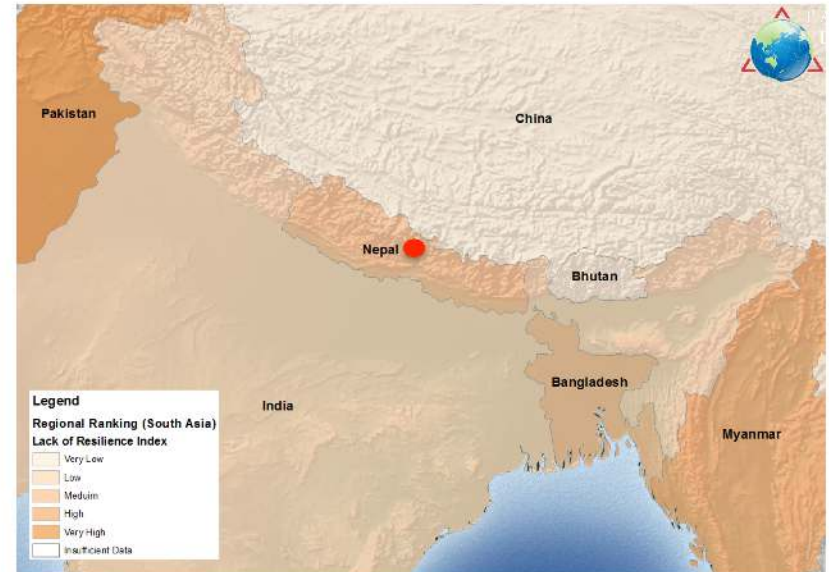 Pakistan
China
Nepal
Bhutan
Bangladesh
India
Myanmar
Legend
Regional Ranking (South Asia)
Lack of Resilience Index
Very Low
Low
Meduim
High
Very High
Insufficient Data